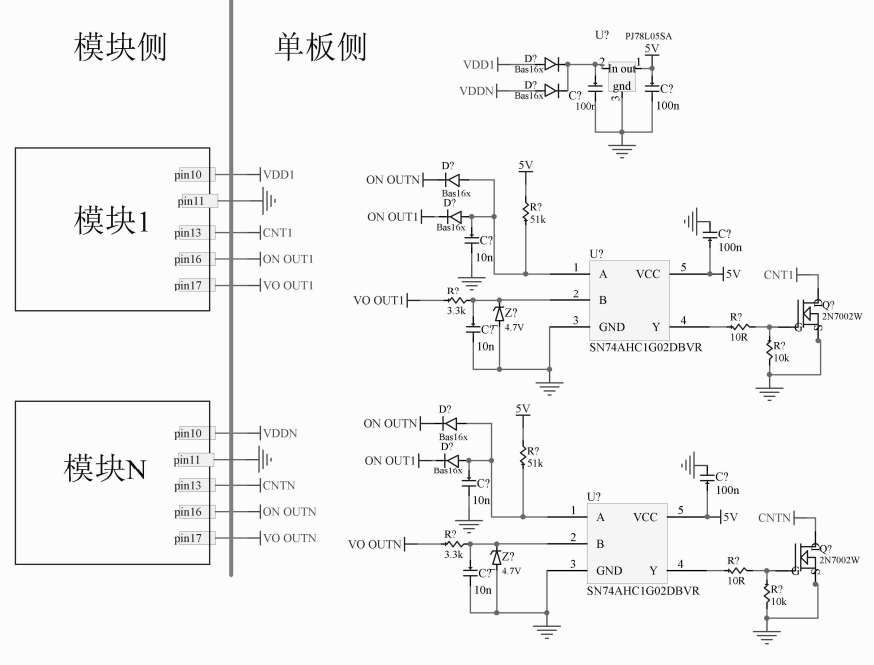 模块侧
单板侧
U?
PJ78L05SA
5V
VDD1
D?
Bas16x
2
In out
1
gnd
3
VDDN
D?
Bas16x
C?
100n
C?
100n
模块1
pin10
VDD1
pin11
pin13
CNT1
pin16
ON OUT1
pin17
VO OUT1
ON OUTN
D?
Bas16x
ON OUT1
D?
Bas16x
C?
10n
5V
R?
51k
VO OUT1
R?
3.3k
C?
10n
Z?
4.7V
U?
1
A
VCC
5
2
B
3
GND
Y
4
SN74AHC1G02DBVR
C?
100n
5V
CNT1
R?
10R
R?
10k
D
G
S
Q?
2N7002W
模块N
pin10
VDDN
pin11
pin13
CNTN
pin16
ON OUTN
pin17
VO OUTN
ON OUTN
D?
Bas16x
ON OUT1
D?
Bas16x
C?
10n
5V
R?
51k
VO OUTN
R?
3.3k
C?
10n
Z?
4.7V
U?
1
A
VCC
5
2
B
3
GND
Y
4
SN74AHC1G02DBVR
C?
100n
5V
CNTN
R?
10R
R?
10k
D
G
S
Q?
2N7002W